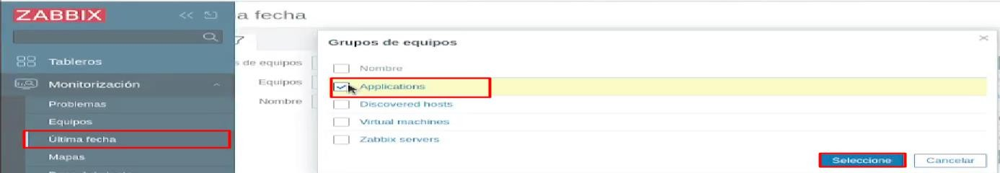 ZABBIX
<<
a fecha
Grupos de equipos
Nombre
Applications
Discovered hosts
Virtual machines
Zabbix servers
Seleccione
Cancelar
s de equipos
Equipos
Nombre
Tableros
Monitorización
Problemas
Equipos
Última fecha
Mapas